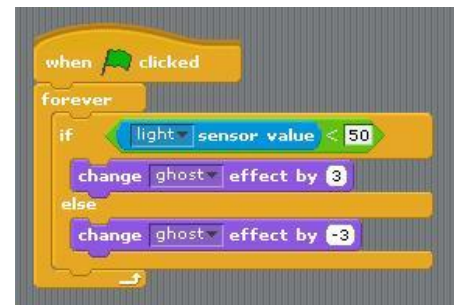 when clicked
forever
if light sensor value < 50
change ghost effect by 3
else
change ghost effect by -3